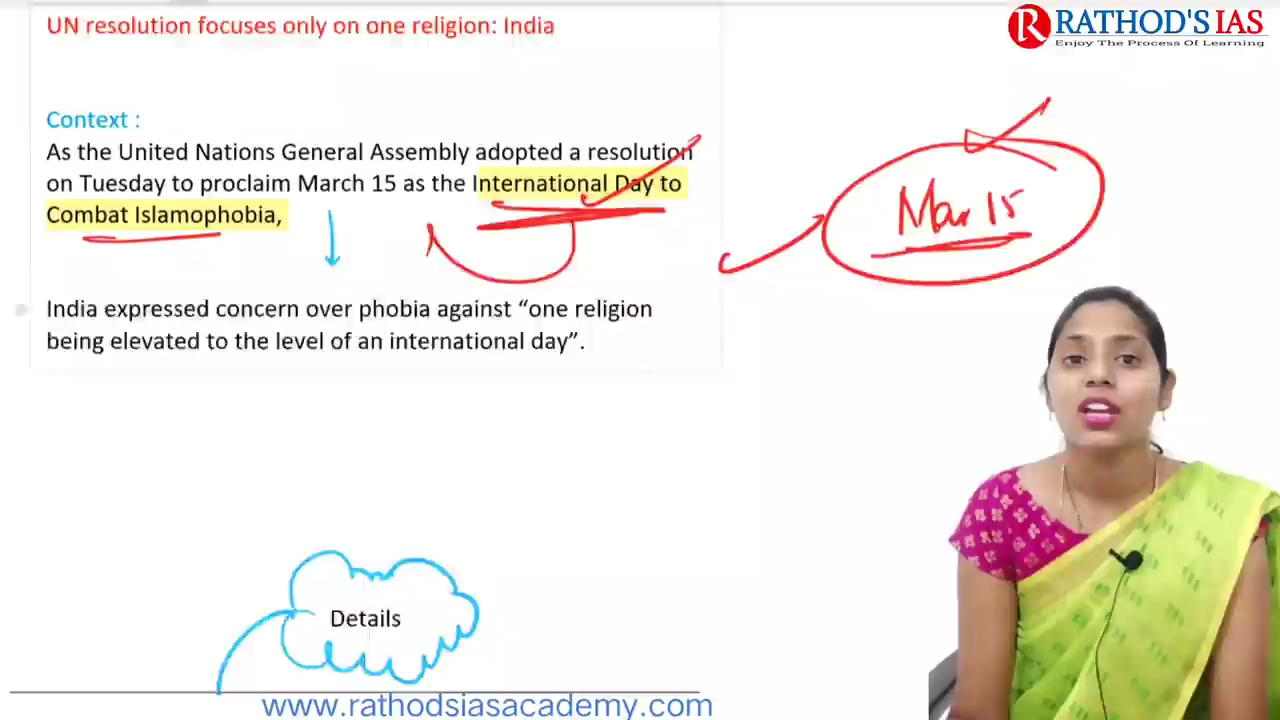 UN resolution focuses only on one religion: India
RATHOD'S IAS
Enjoy The Process Of Learning
Context :
As the United Nations General Assembly adopted a resolution
on Tuesday to proclaim March 15 as the International Day to
Combat Islamophobia,
Mar 15
India expressed concern over phobia against “one religion
being elevated to the level of an international day”.
Details
www.rathodsiasacademy.com